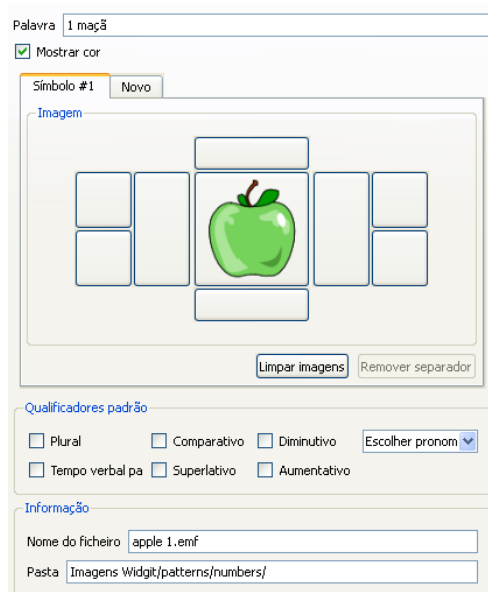 Palavra 1 maçã
Mostrar cor
Símbolo #1 Novo
Imagem
Limpar imagens Remover separador
Qualificadores padrão
Plural Comparativo Diminutivo Escolher pronom
Tempo verbal pa Superlativo Aumentativo
Informação
Nome do ficheiro apple 1.emf
Pasta Imagens Widgit/patterns/numbers/